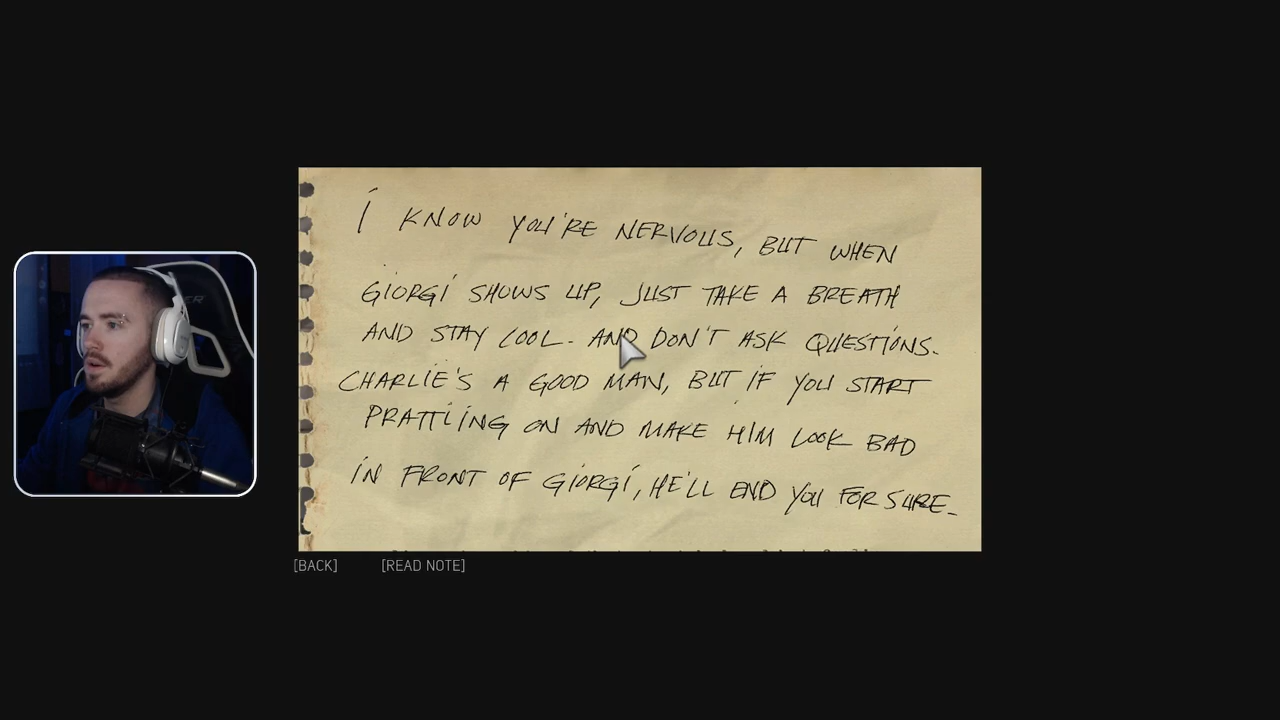 I KNOW YOU'RE NERVOUS, BUT WHEN
GIORGI SHOWS UP, JUST TAKE A BREATH
AND STAY COOL. AND DON'T ASK QUESTIONS.
CHARLIE'S A GOOD MAN, BUT IF YOU START
PRATTLING ON AND MAKE HIM LOOK BAD
IN FRONT OF GIORGI, HE'LL END YOU FOR SURE.
[BACK] [READ NOTE]